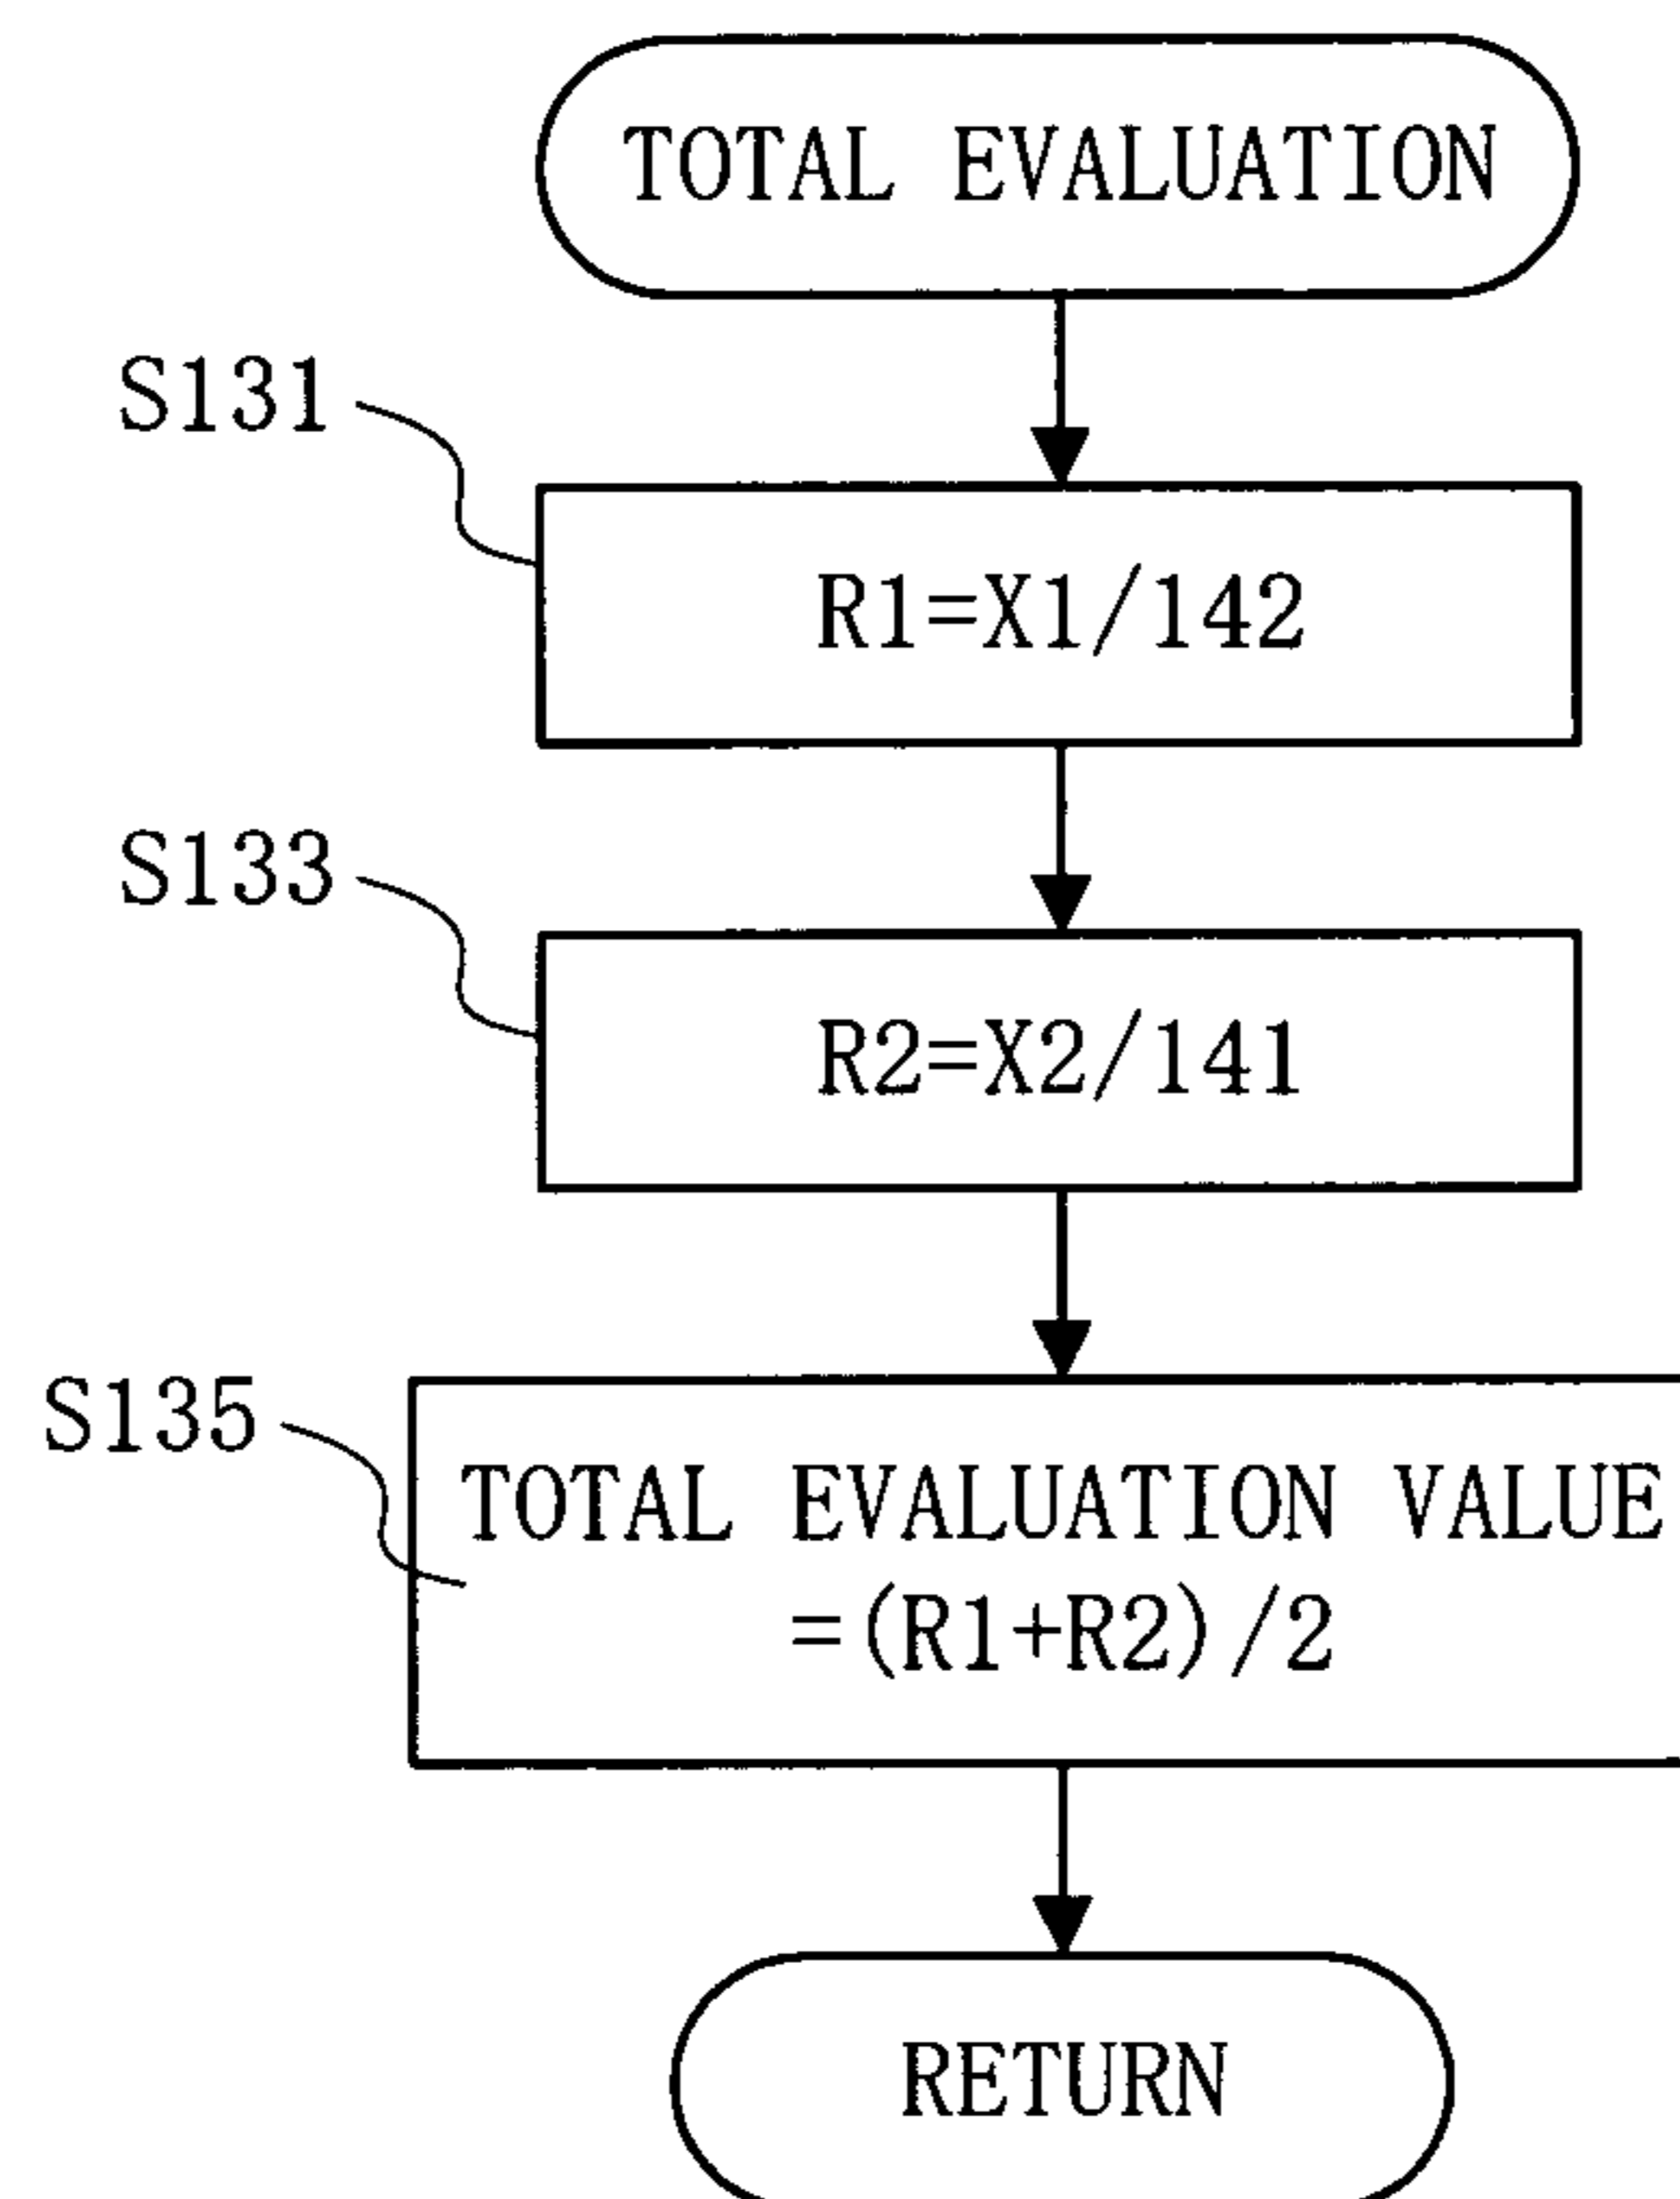 TOTAL EVALUATION
S131
R1=X1/142
S133
R2=X2/141
S135
TOTAL EVALUATION VALUE
=(R1+R2)/2
RETURN